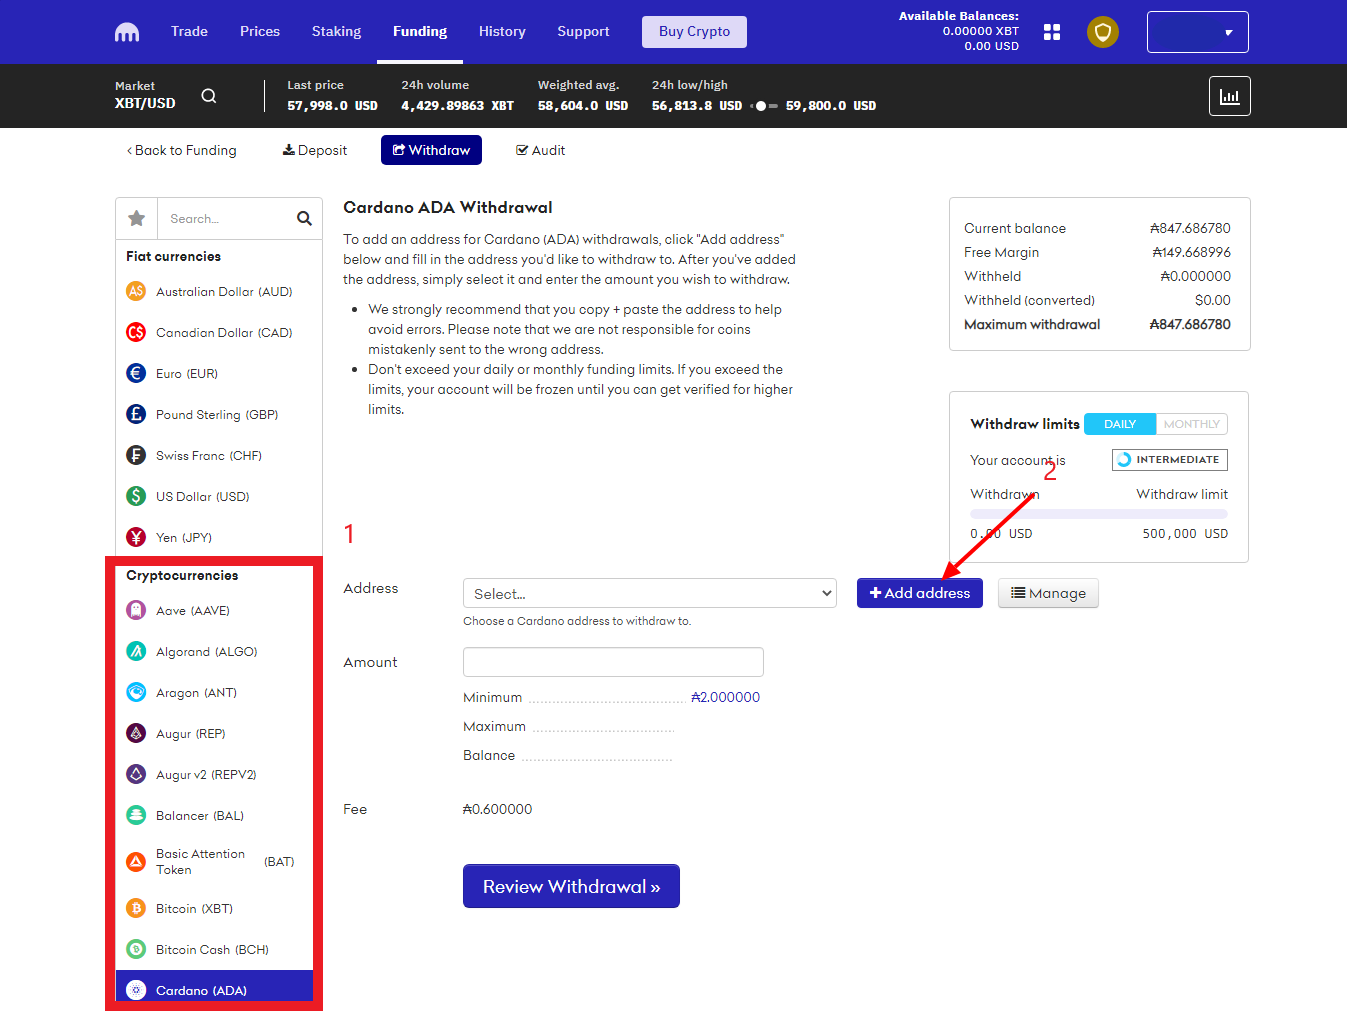 Trade Prices Staking Funding History Support Buy Crypto
Available Balances:
0.00000 XBT
0.00 USD
Market
XBT/USD
Last price
57,998.0 USD
24h volume
4,429.89863 XBT
Weighted avg.
58,604.0 USD
24h low/high
56,813.8 USD 59,800.0 USD
‹ Back to Funding Deposit Withdraw Audit
Search...
Fiat currencies
Australian Dollar (AUD)
Canadian Dollar (CAD)
Euro (EUR)
Pound Sterling (GBP)
Swiss Franc (CHF)
US Dollar (USD)
Yen (JPY)
Cryptocurrencies
Aave (AAVE)
Algorand (ALGO)
Aragon (ANT)
Augur (REP)
Augur v2 (REPV2)
Balancer (BAL)
Basic Attention
Token (BAT)
Bitcoin (XBT)
Bitcoin Cash (BCH)
Cardano (ADA)
Cardano ADA Withdrawal
To add an address for Cardano (ADA) withdrawals, click "Add address"
below and fill in the address you'd like to withdraw to. After you've added
the address, simply select it and enter the amount you wish to withdraw.
• We strongly recommend that you copy + paste the address to help
avoid errors. Please note that we are not responsible for coins
mistakenly sent to the wrong address.
• Don't exceed your daily or monthly funding limits. If you exceed the
limits, your account will be frozen until you can get verified for higher
limits.
Current balance ₳847.686780
Free Margin ₳149.668996
Withheld ₳0.000000
Withheld (converted) $0.00
Maximum withdrawal ₳847.686780
Withdraw limits DAILY MONTHLY
Your account is INTERMEDIATE
2
Withdrawn Withdraw limit
0.00 USD 500,000 USD
1
Address Select... + Add address Manage
Choose a Cardano address to withdraw to.
Amount
Minimum ₳2.000000
Maximum
Balance
Fee ₳0.600000
Review Withdrawal »